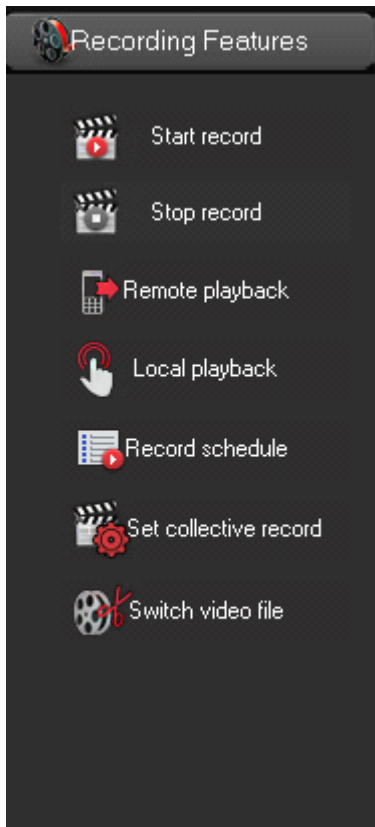 Recording Features
Start record
Stop record
Remote playback
Local playback
Record schedule
Set collective record
Switch video file